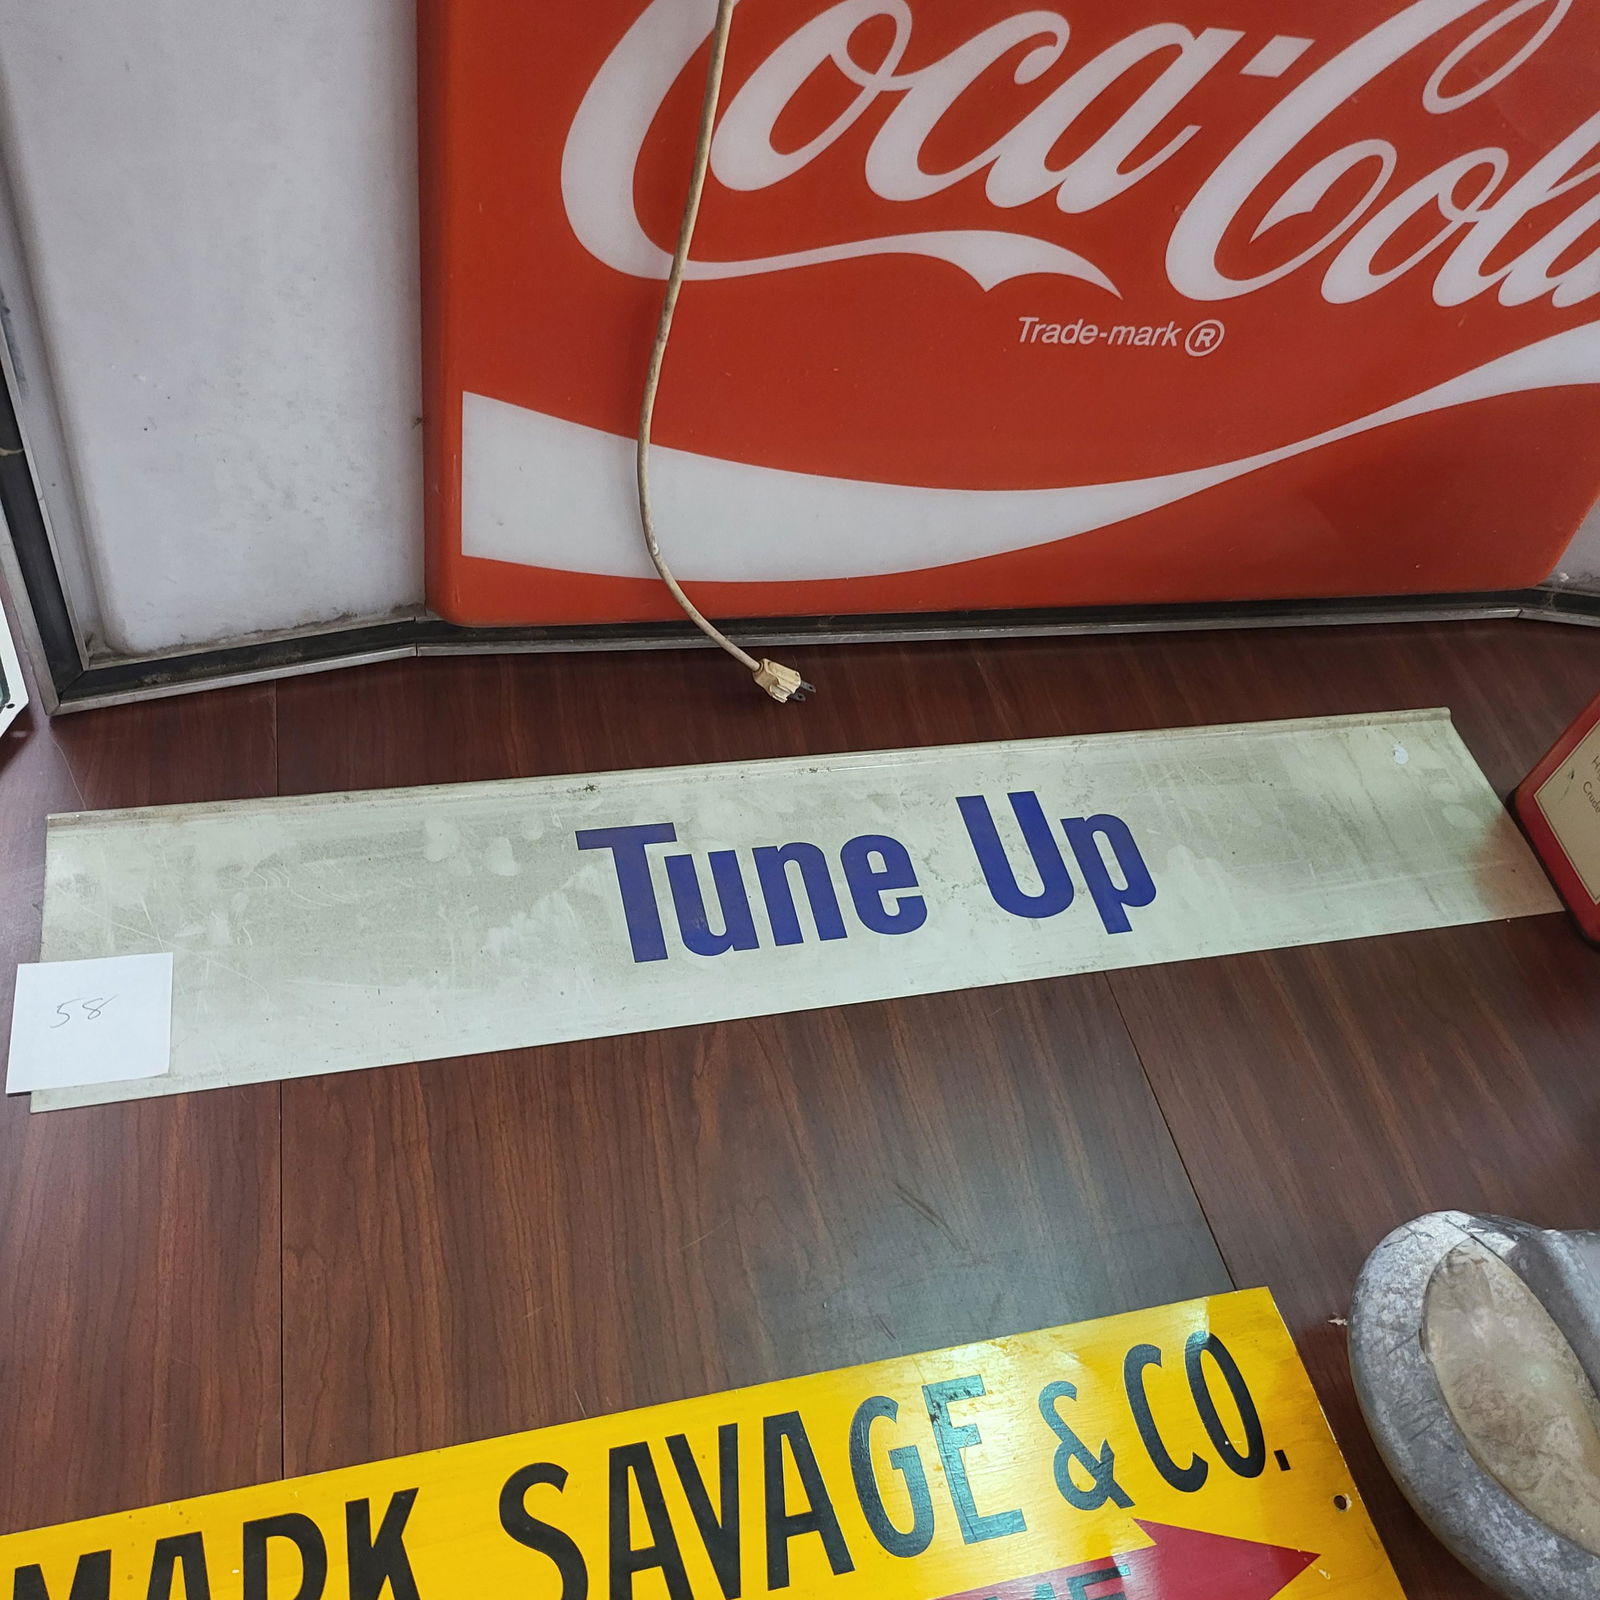 Coca-Cola
Trade-mark ®
Tune Up
58
MARK SAVAGE & CO.